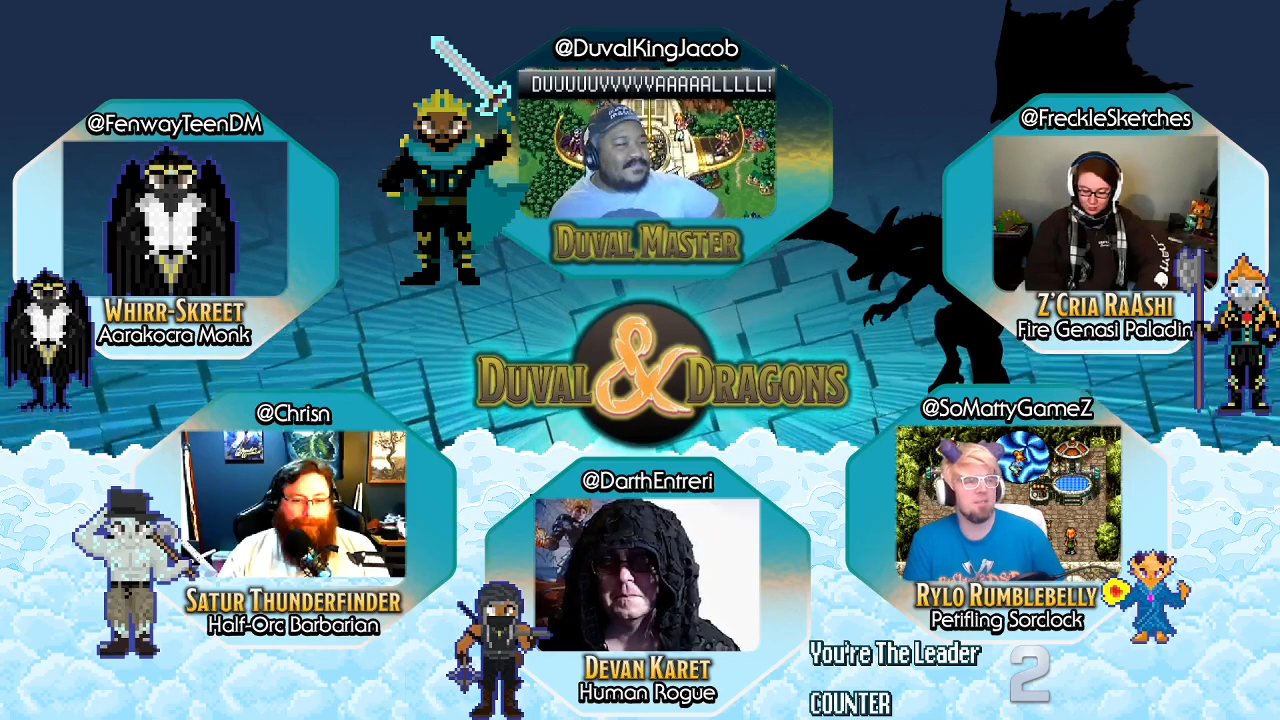 @DuvalKingJacob
DUUUUUVVVVVAAAAALLLLL!
Duval Master
@FenwayTeenDM
Whirr-Skreet
Aarakocra Monk
@FreckleSketches
Z'Cria RaAshi
Fire Genasi Paladin
Duval & Dragons
@Chrisn
Satur Thunderfinder
Half-Orc Barbarian
@DarthEntreri
Devan Karet
Human Rogue
@SoMattyGameZ
Rylo Rumblebelly
Petifling Sorclock
You're The Leader
COUNTER
2